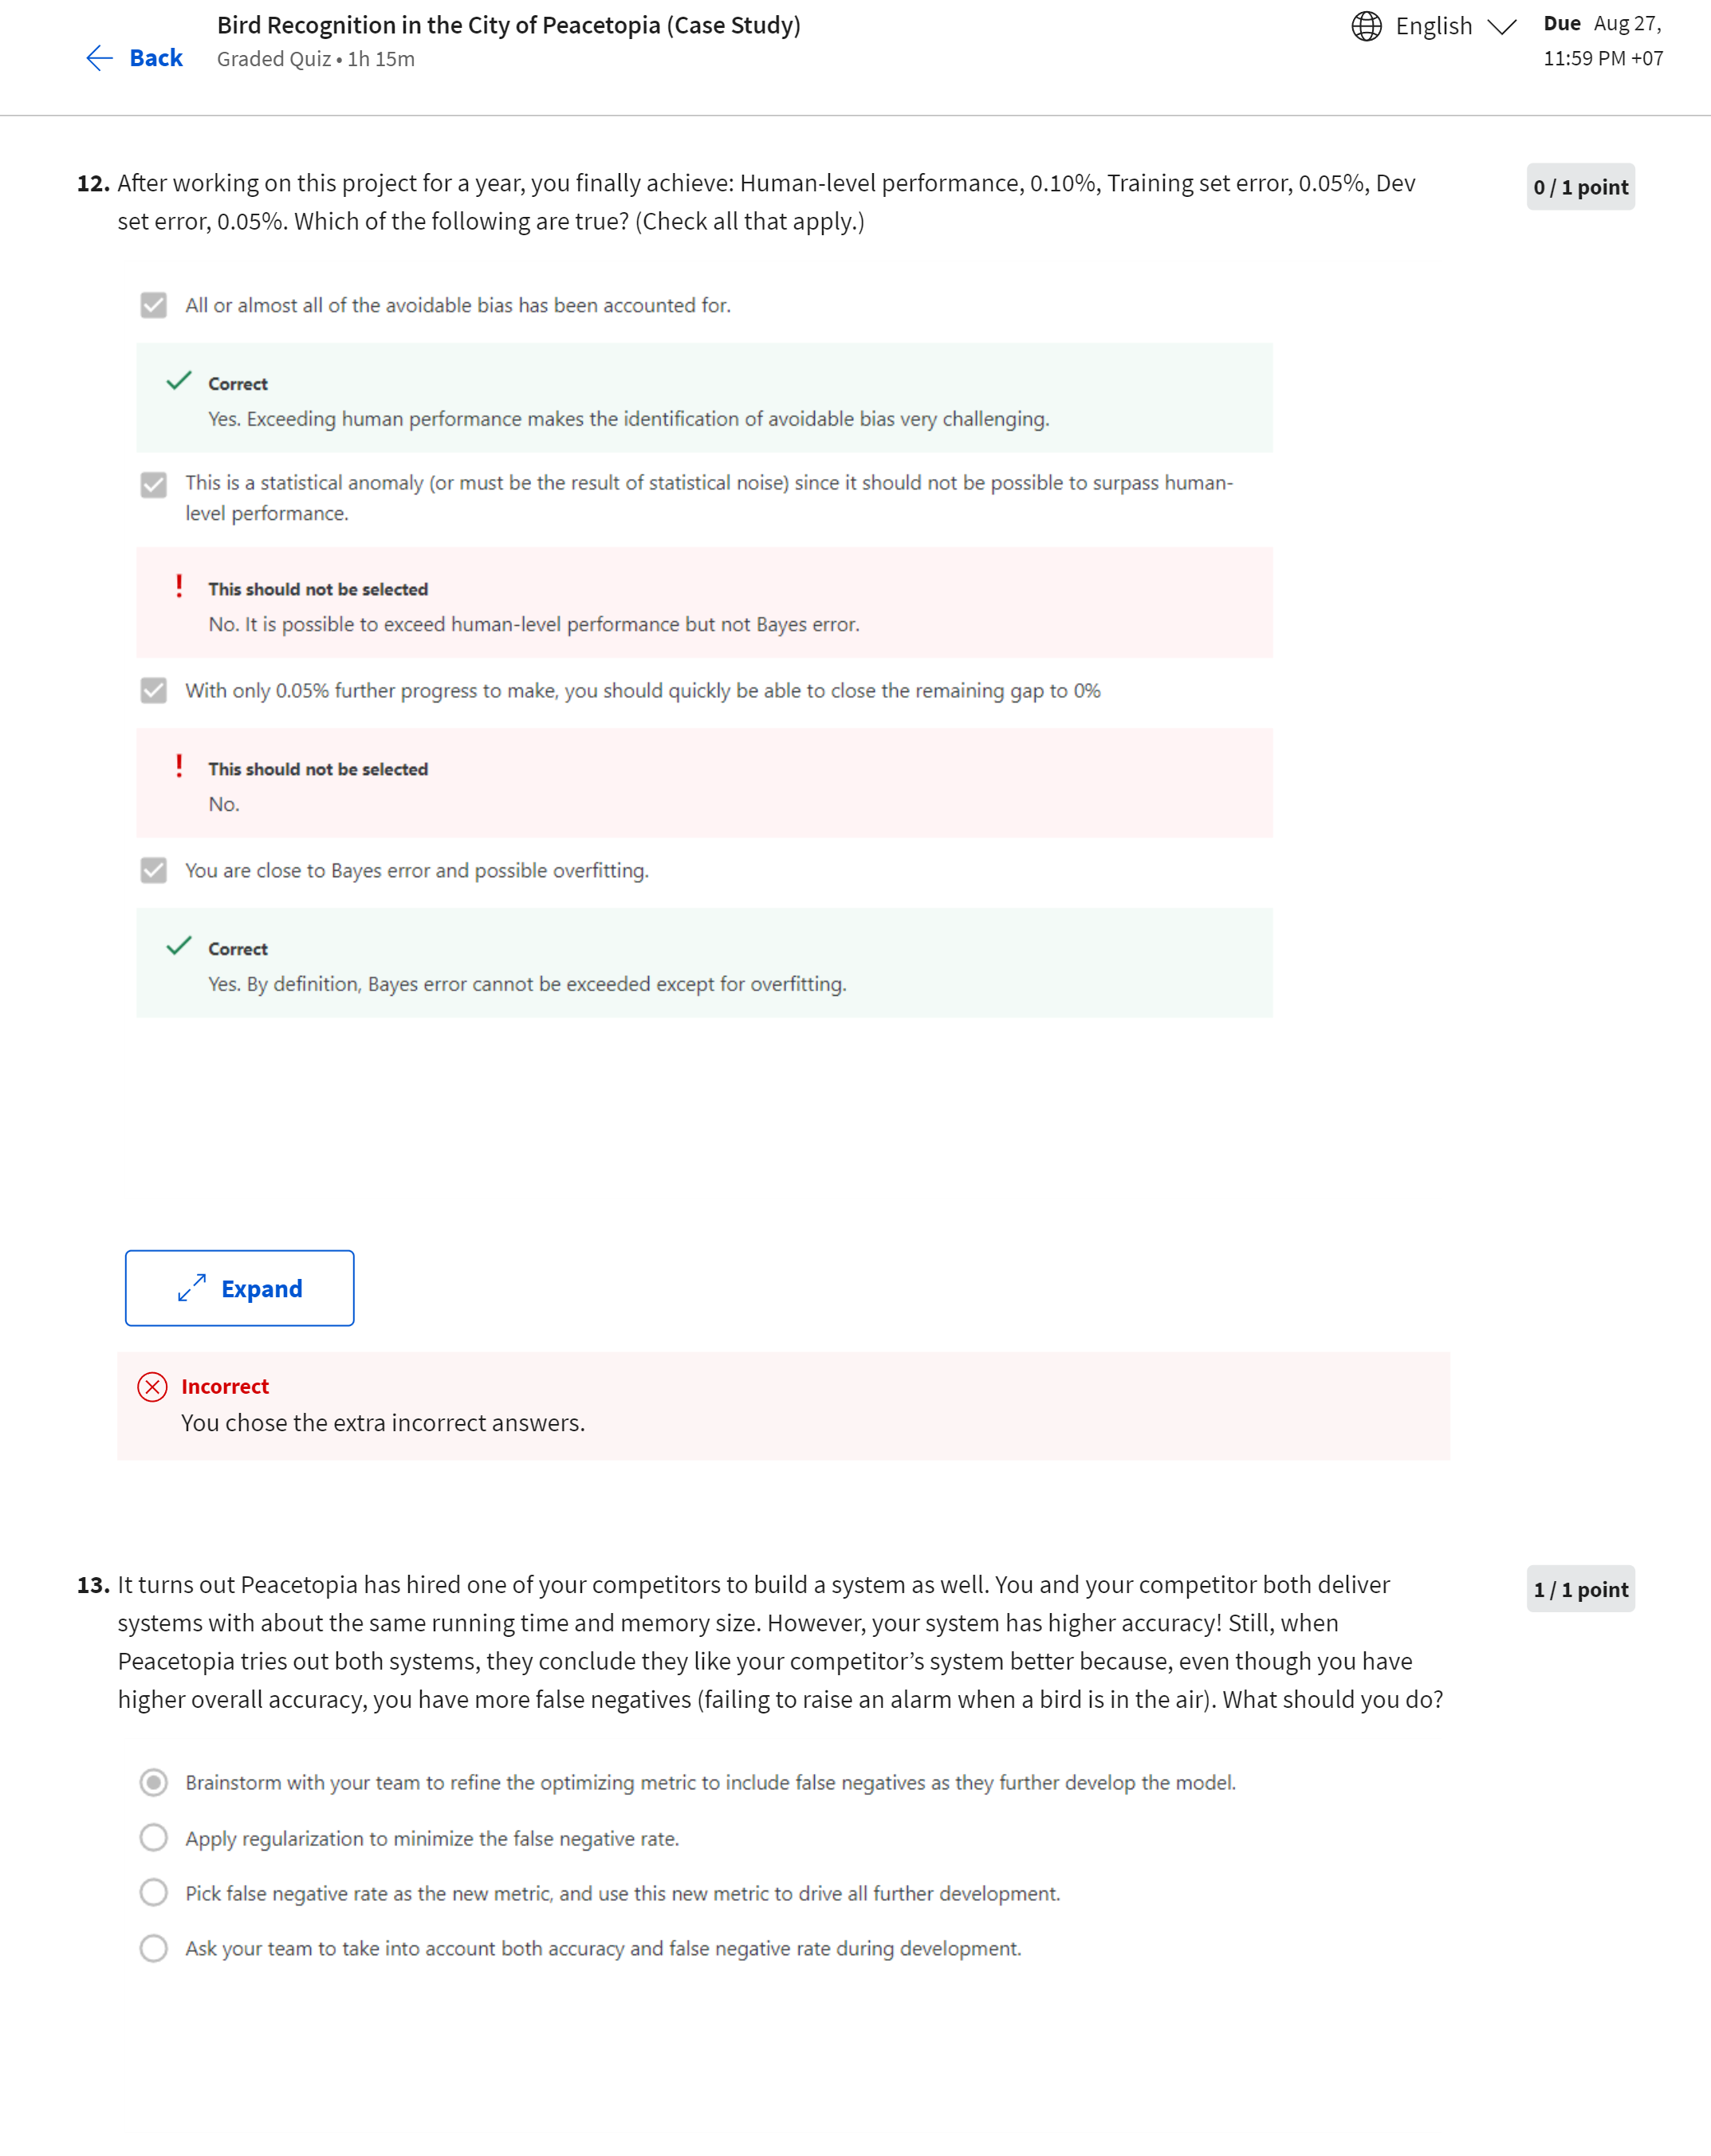 Bird Recognition in the City of Peacetopia (Case Study)
Back
Graded Quiz • 1h 15m
English
Due Aug 27,
11:59 PM +07
12. After working on this project for a year, you finally achieve: Human-level performance, 0.10%, Training set error, 0.05%, Dev
set error, 0.05%. Which of the following are true? (Check all that apply.)
0 / 1 point
All or almost all of the avoidable bias has been accounted for.
Correct
Yes. Exceeding human performance makes the identification of avoidable bias very challenging.
This is a statistical anomaly (or must be the result of statistical noise) since it should not be possible to surpass human-
level performance.
! This should not be selected
No. It is possible to exceed human-level performance but not Bayes error.
With only 0.05% further progress to make, you should quickly be able to close the remaining gap to 0%
! This should not be selected
No.
You are close to Bayes error and possible overfitting.
Correct
Yes. By definition, Bayes error cannot be exceeded except for overfitting.
Expand
Incorrect
You chose the extra incorrect answers.
13. It turns out Peacetopia has hired one of your competitors to build a system as well. You and your competitor both deliver
systems with about the same running time and memory size. However, your system has higher accuracy! Still, when
Peacetopia tries out both systems, they conclude they like your competitor’s system better because, even though you have
higher overall accuracy, you have more false negatives (failing to raise an alarm when a bird is in the air). What should you do?
1 / 1 point
Brainstorm with your team to refine the optimizing metric to include false negatives as they further develop the model.
Apply regularization to minimize the false negative rate.
Pick false negative rate as the new metric, and use this new metric to drive all further development.
Ask your team to take into account both accuracy and false negative rate during development.